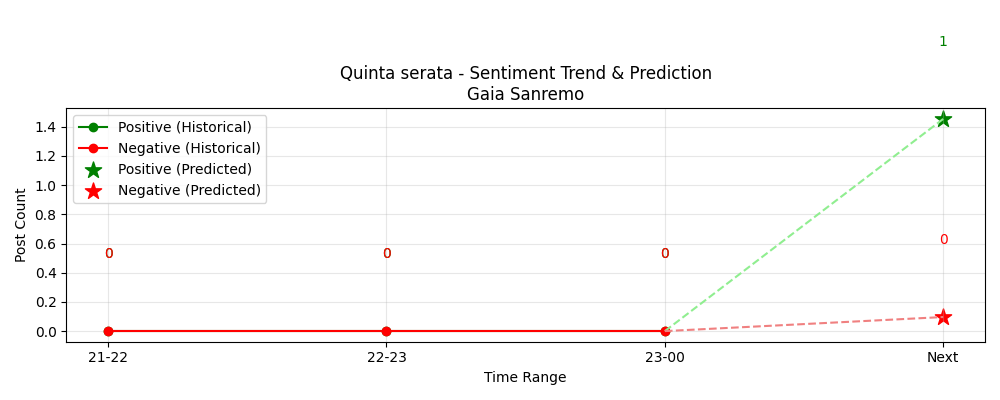 1
Quinta serata - Sentiment Trend & Prediction
Gaia Sanremo
Positive (Historical)
Negative (Historical)
Positive (Predicted)
Negative (Predicted)
Post Count
1.4
1.2
1.0
0.8
0.6
0.4
0.2
0.0
0
0
0
0
21-22
22-23
23-00
Next
Time Range